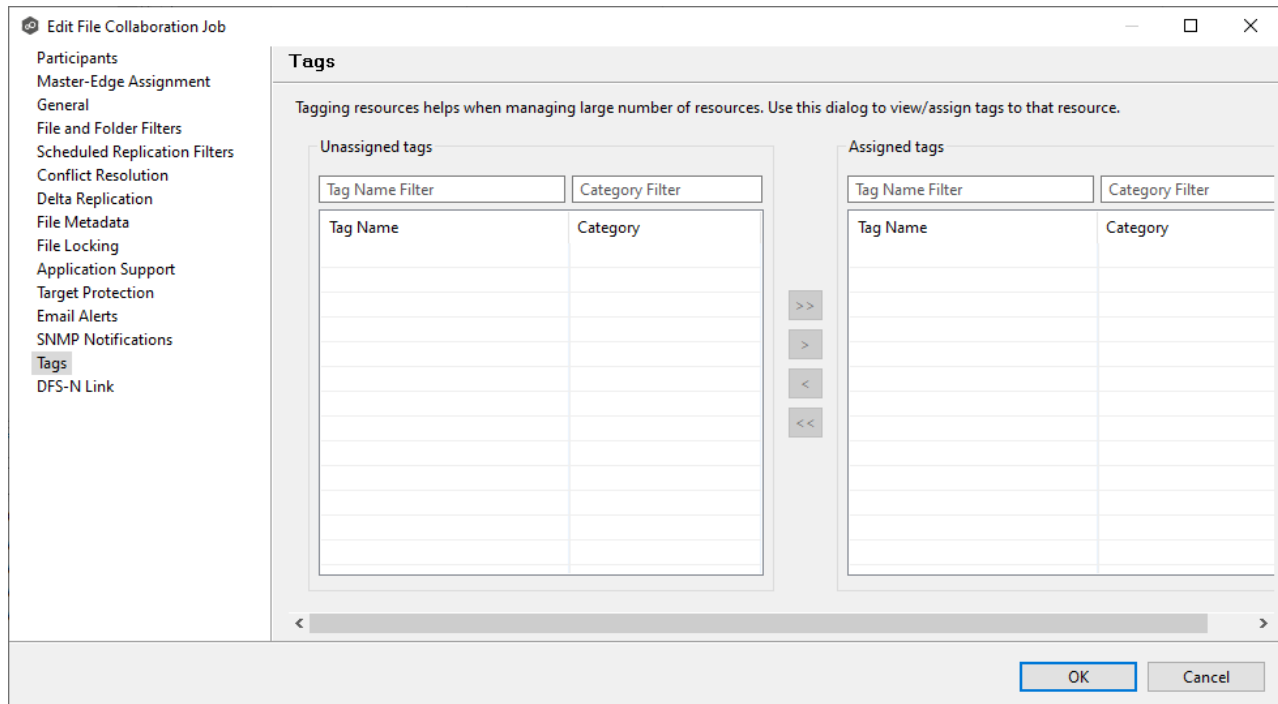 Edit File Collaboration Job
Participants
Master-Edge Assignment
General
File and Folder Filters
Scheduled Replication Filters
Conflict Resolution
Delta Replication
File Metadata
File Locking
Application Support
Target Protection
Email Alerts
SNMP Notifications
Tags
DFS-N Link
Tags
Tagging resources helps when managing large number of resources. Use this dialog to view/assign tags to that resource.
Unassigned tags
Tag Name Filter Category Filter
Tag Name Category
>>
>
<
<<
Assigned tags
Tag Name Filter Category Filter
Tag Name Category
OK Cancel